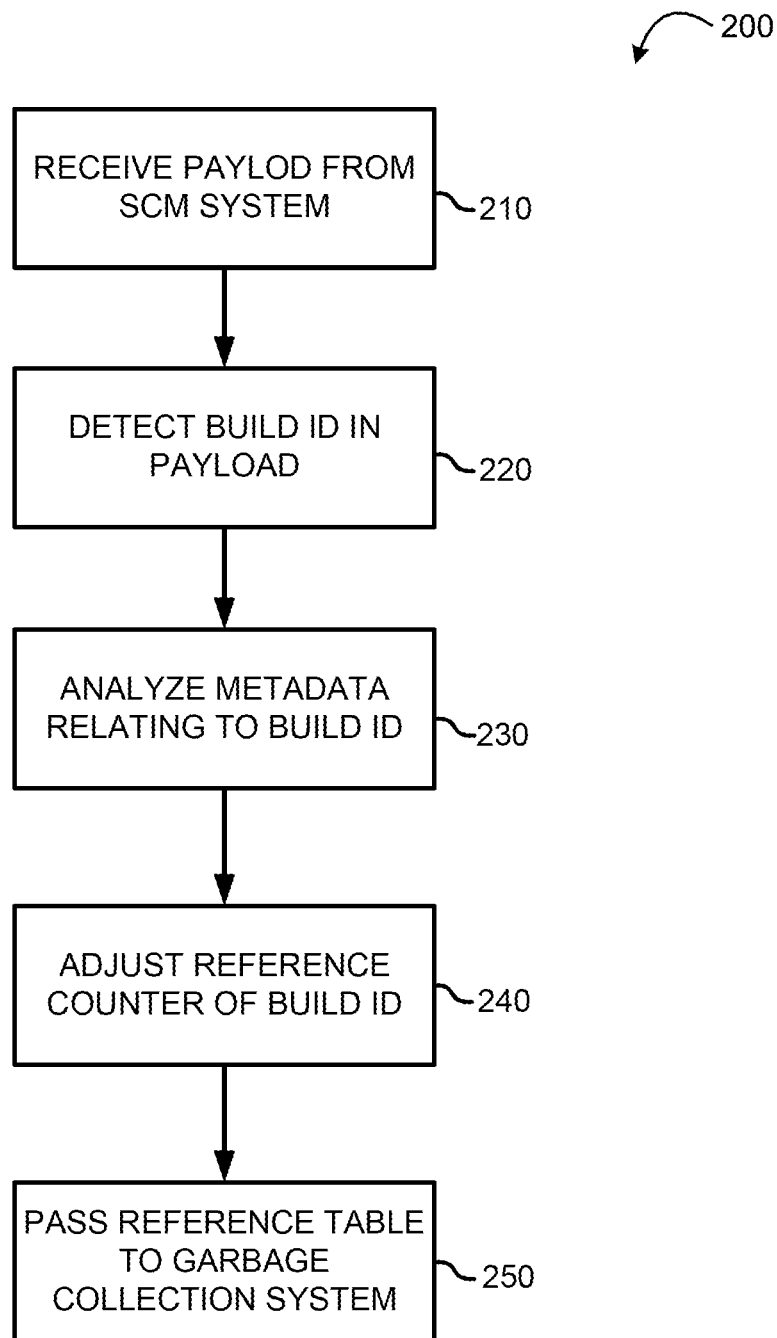 200
RECEIVE PAYLOD FROM
SCM SYSTEM
210
DETECT BUILD ID IN
PAYLOAD
220
ANALYZE METADATA
RELATING TO BUILD ID
230
ADJUST REFERENCE
COUNTER OF BUILD ID
240
PASS REFERENCE TABLE
TO GARBAGE
COLLECTION SYSTEM
250